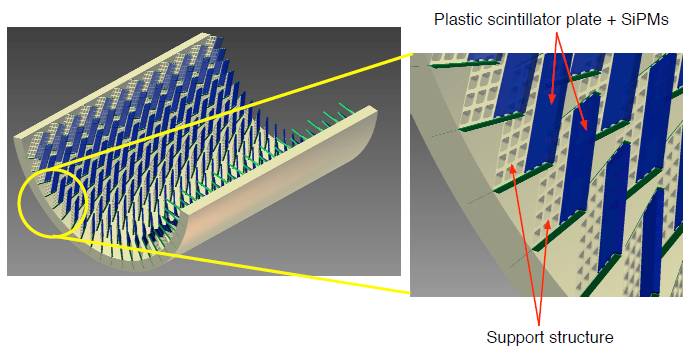 Plastic scintillator plate + SiPMs
Support structure